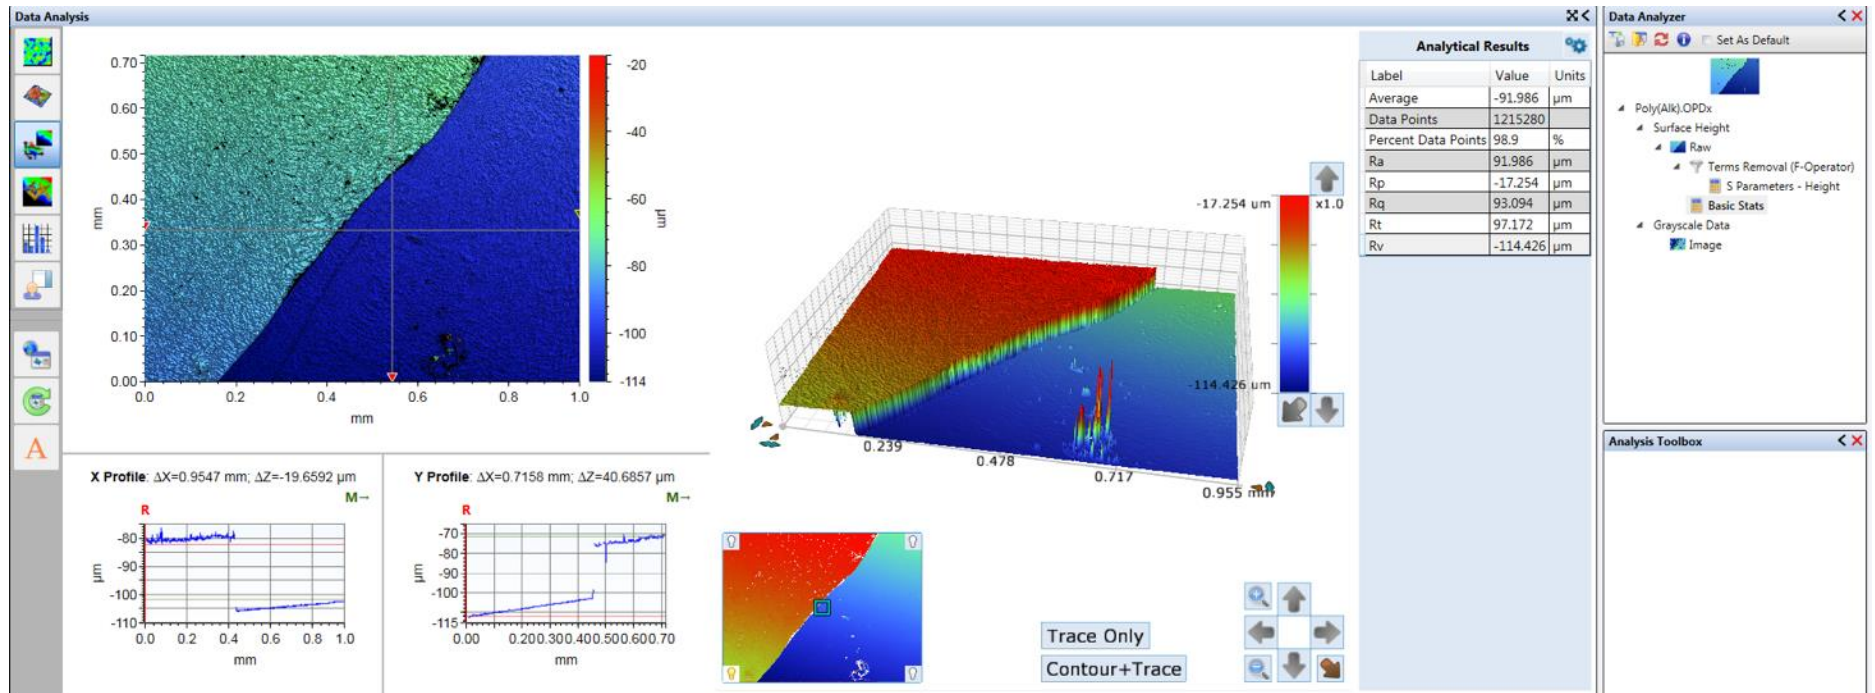 Data Analysis
0.70
0.60
0.50
0.40
0.30
0.20
0.10
0.00
mm
0.0 0.2 0.4 0.6 0.8 1.0
mm
-20
-40
-60
-80
-100
-114
µm
X Profile: ΔX=0.9547 mm; ΔZ=-19.6592 µm
M→
R
-80
-90
-100
-110
µm
0.0 0.2 0.4 0.6 0.8 1.0
mm
Y Profile: ΔX=0.7158 mm; ΔZ=40.6857 µm
M→
R
-70
-80
-90
-100
-115
µm
0.00 0.20 0.30 0.40 0.50 0.60 0.70
mm
A
-17.254 um
x1.0
-114.426 um
0.239
0.478
0.717
0.955 mm
Trace Only
Contour+Trace
Analytical Results
Label Value Units
Average -91.986 µm
Data Points 1215280
Percent Data Points 98.9 %
Ra 91.986 µm
Rp -17.254 µm
Rq 93.094 µm
Rt 97.172 µm
Rv -114.426 µm
Data Analyzer
Set As Default
Poly(Alk).OPDx
Surface Height
Raw
Terms Removal (F-Operator)
S Parameters - Height
Basic Stats
Grayscale Data
Image
Analysis Toolbox